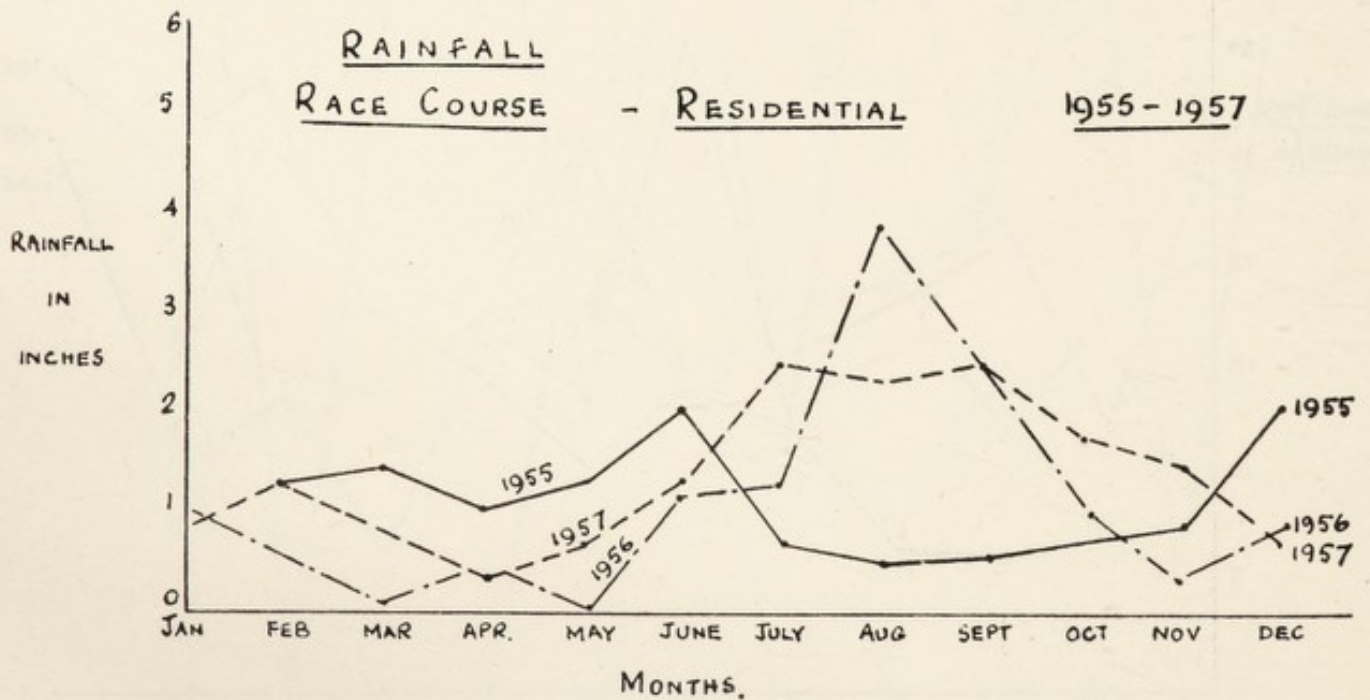 RAINFALL
RACE COURSE - RESIDENTIAL 1955-1957
6
5
4
3
2
1
0
RAINFALL
IN
INCHES
1955
1957
1956
1955
1956
1957
JAN FEB MAR APR. MAY JUNE JULY AUG SEPT OCT NOV DEC
MONTHS.